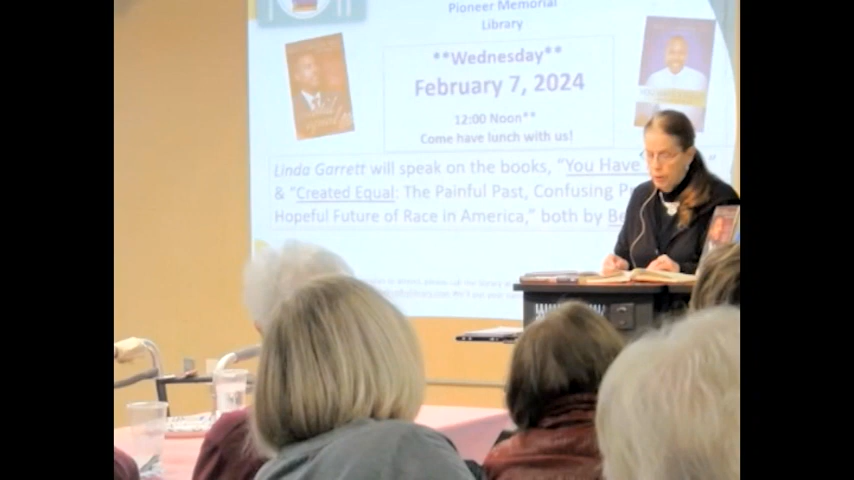 Pioneer Memorial
Library
**Wednesday**
February 7, 2024
12:00 Noon**
Come have lunch with us!
Linda Garrett will speak on the books, "You Have
& "Created Equal: The Painful Past, Confusing
Hopeful Future of Race in America," both by